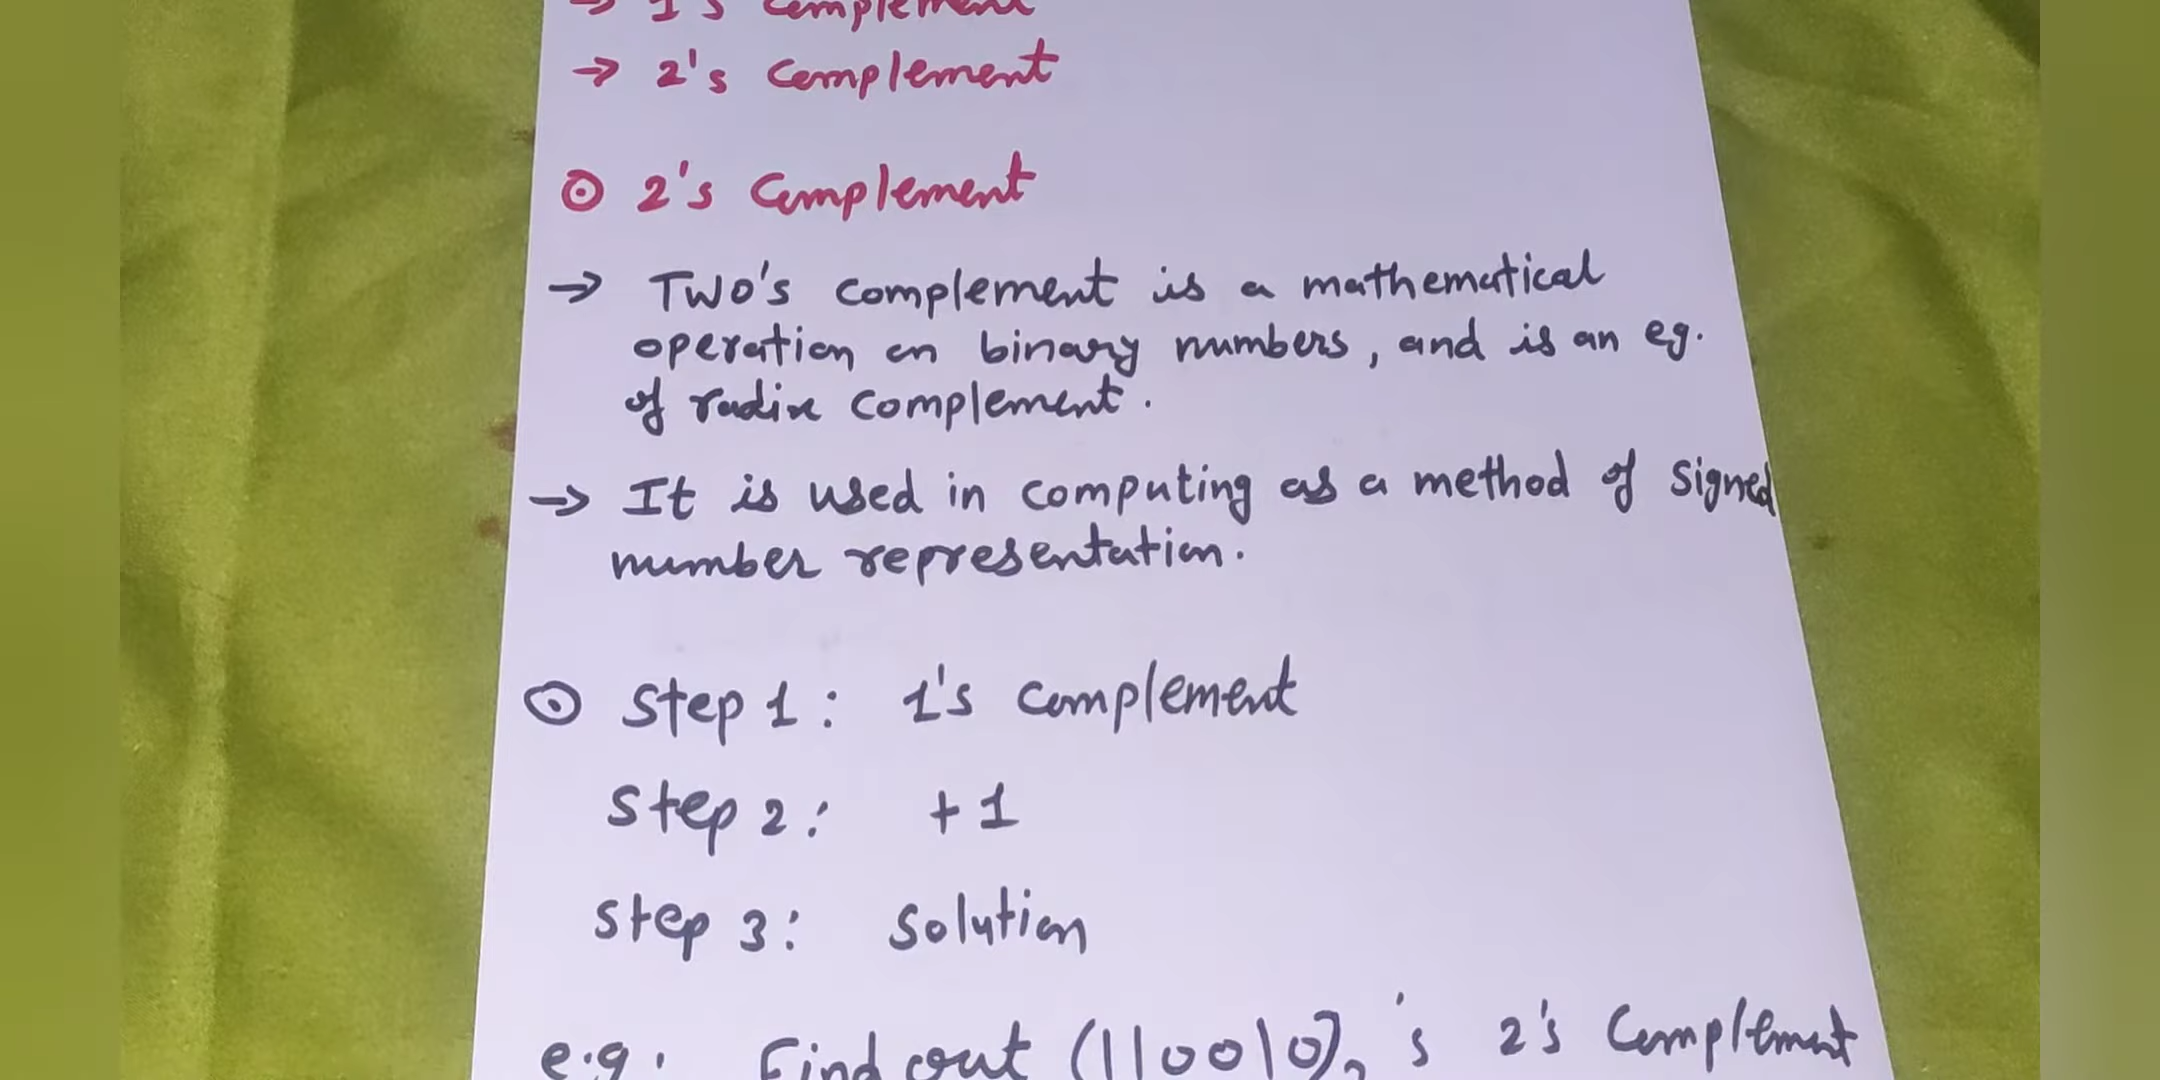 → 1's Complement
→ 2's Complement
⊙ 2's Complement
→ Two's complement is a mathematical
operation on binary numbers, and is an eg.
of radix complement.
→ It is used in computing as a method of signed
number representation.
⊙ Step 1: 1's Complement
Step 2: +1
Step 3: Solution
e.g. Find out (110010)₂'s 2's Complement